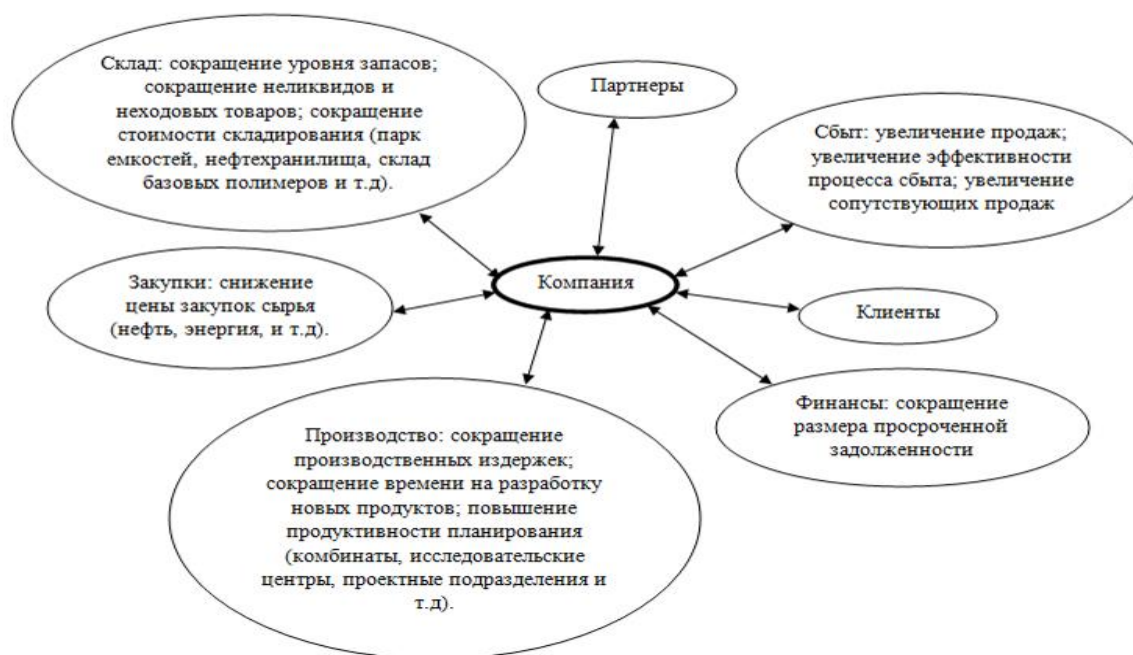 Склад: сокращение уровня запасов;
сокращение неликвидов и
неходовых товаров; сокращение
стоимости складирования (парк
емкостей, нефтехранилища, склад
базовых полимеров и т.д).
Партнеры
Сбыт: увеличение продаж;
увеличение эффективности
процесса сбыта; увеличение
сопутствующих продаж
Закупки: снижение
цены закупок сырья
(нефть, энергия, и т.д).
Компания
Клиенты
Финансы: сокращение
размера просроченной
задолженности
Производство: сокращение
производственных издержек;
сокращение времени на разработку
новых продуктов; повышение
продуктивности планирования
(комбинаты, исследовательские
центры, проектные подразделения и
т.д).